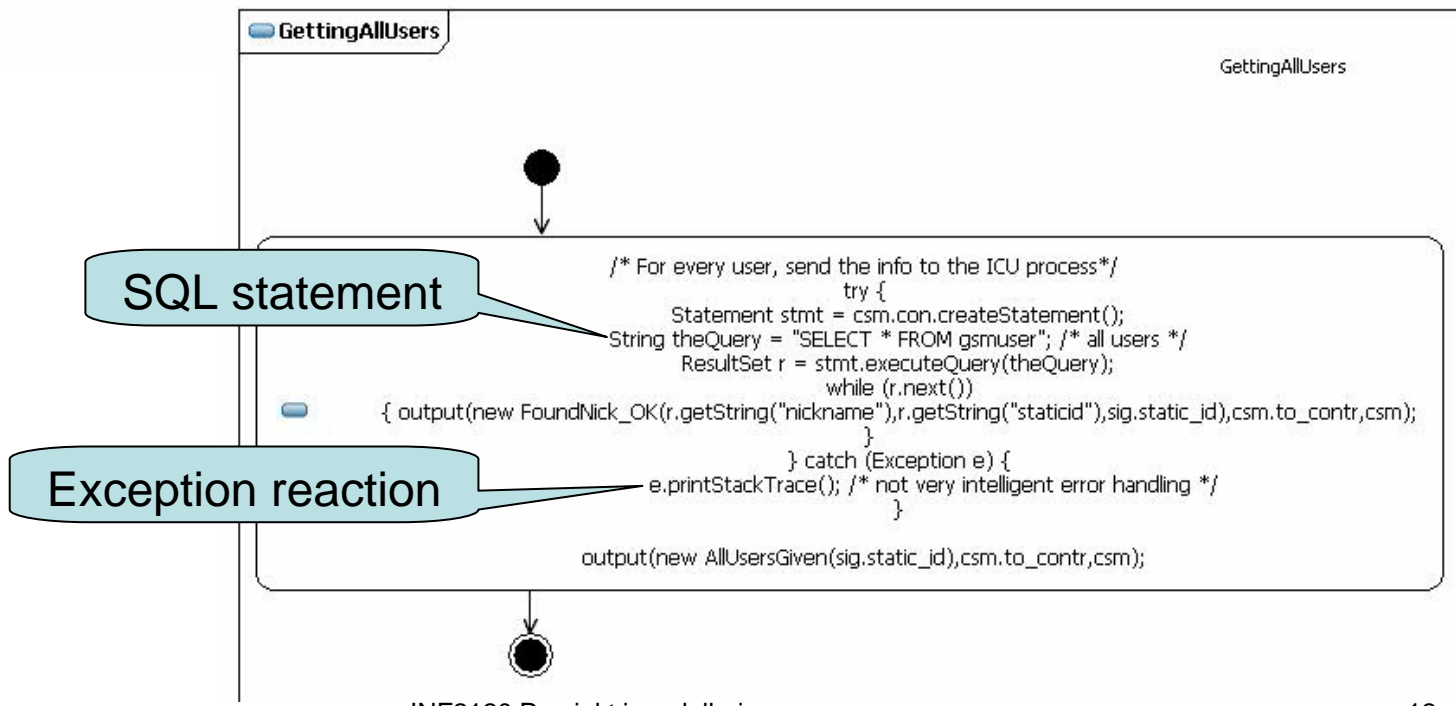 GettingAllUsers
GettingAllUsers
/* For every user, send the info to the ICU process*/
try {
Statement stmt = csm.con.createStatement();
SQL statement
String theQuery = "SELECT * FROM gsmuser"; /* all users */
ResultSet r = stmt.executeQuery(theQuery);
while (r.next())
{ output(new FoundNick_OK(r.getString("nickname"),r.getString("staticid"),sig.static_id),csm.to_contr,csm);
}
} catch (Exception e) {
Exception reaction
e.printStackTrace(); /* not very intelligent error handling */
}
output(new AllUsersGiven(sig.static_id),csm.to_contr,csm);